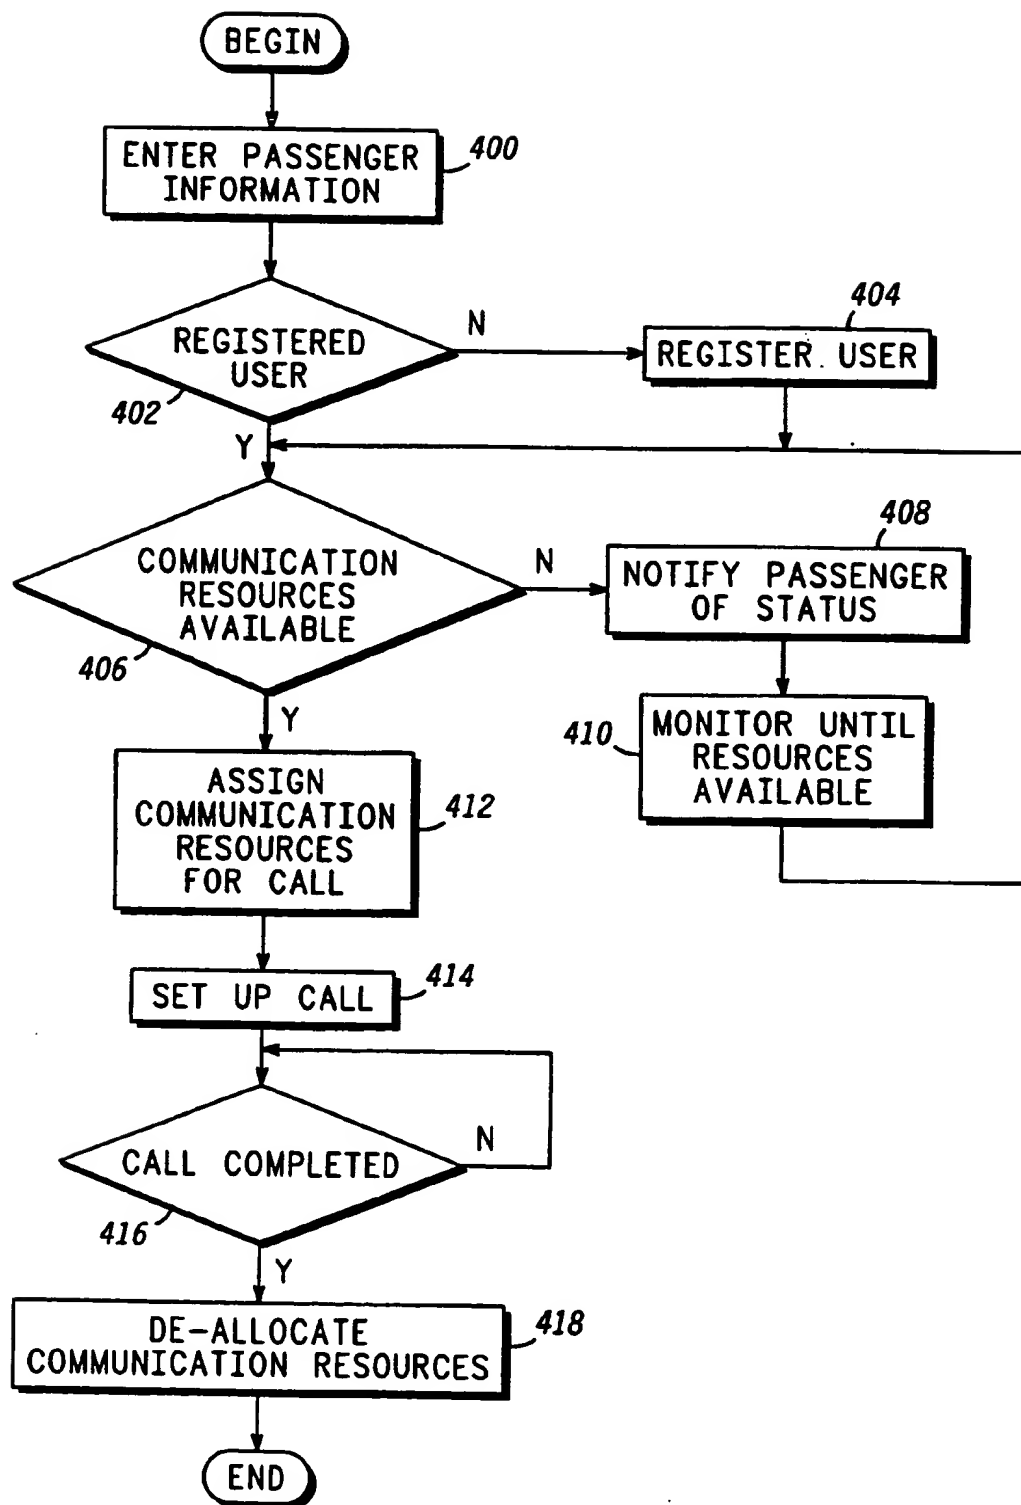 BEGIN
ENTER PASSENGER
INFORMATION
400
REGISTERED
USER
402
N
404
REGISTER USER
Y
COMMUNICATION
RESOURCES
AVAILABLE
406
N
408
NOTIFY PASSENGER
OF STATUS
410
MONITOR UNTIL
RESOURCES
AVAILABLE
Y
ASSIGN
COMMUNICATION
RESOURCES
FOR CALL
412
SET UP CALL
414
CALL COMPLETED
416
N
Y
DE-ALLOCATE
COMMUNICATION RESOURCES
418
END